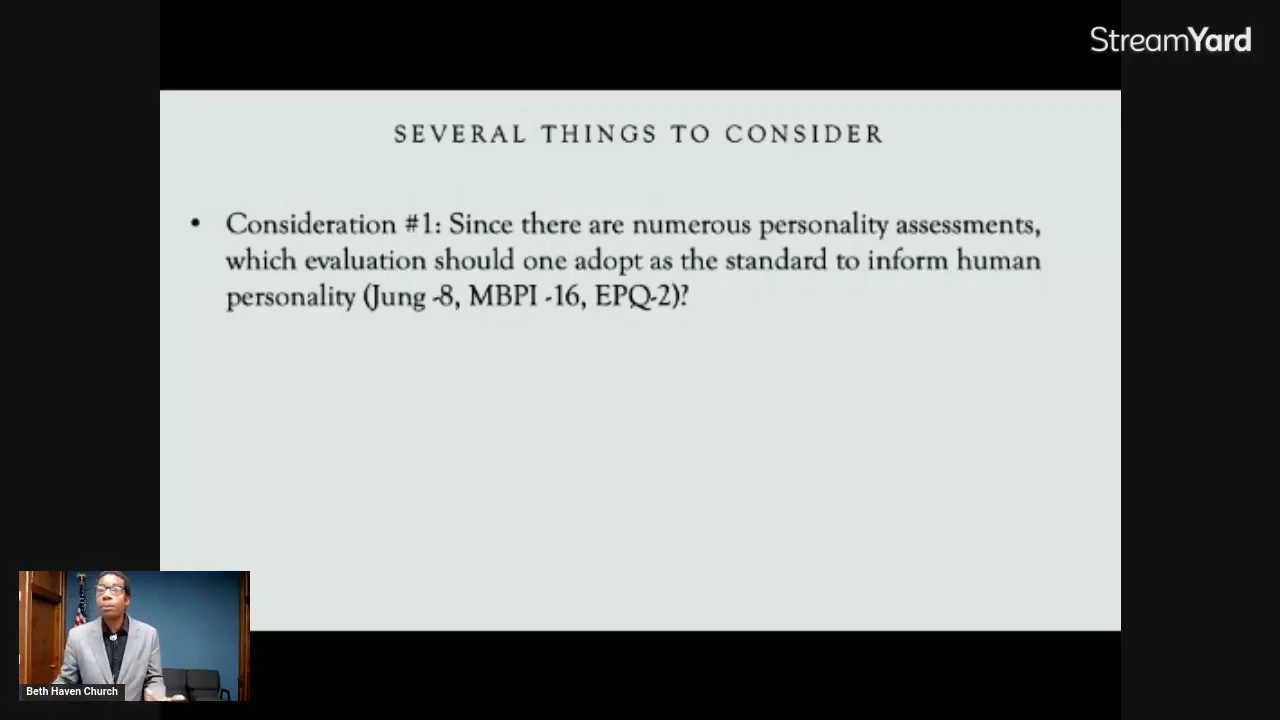 StreamYard
SEVERAL THINGS TO CONSIDER
• Consideration #1: Since there are numerous personality assessments,
which evaluation should one adopt as the standard to inform human
personality (Jung -8, MBPI -16, EPQ-2)?
Beth Haven Church